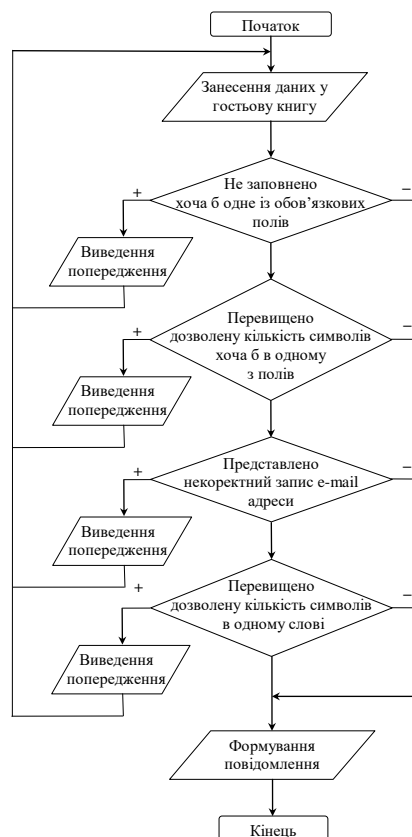 Початок
Занесення даних у
гостьову книгу
+
Не заповнено
хоча б одне із обов’язкових
полів
–
Виведення
попередження
+
Перевищено
дозволену кількість символів
хоча б в одному
з полів
–
Виведення
попередження
+
Представлено
некоректний запис e-mail
адреси
–
Виведення
попередження
+
Перевищено
дозволену кількість символів
в одному слові
–
Виведення
попередження
Формування
повідомлення
Кінець